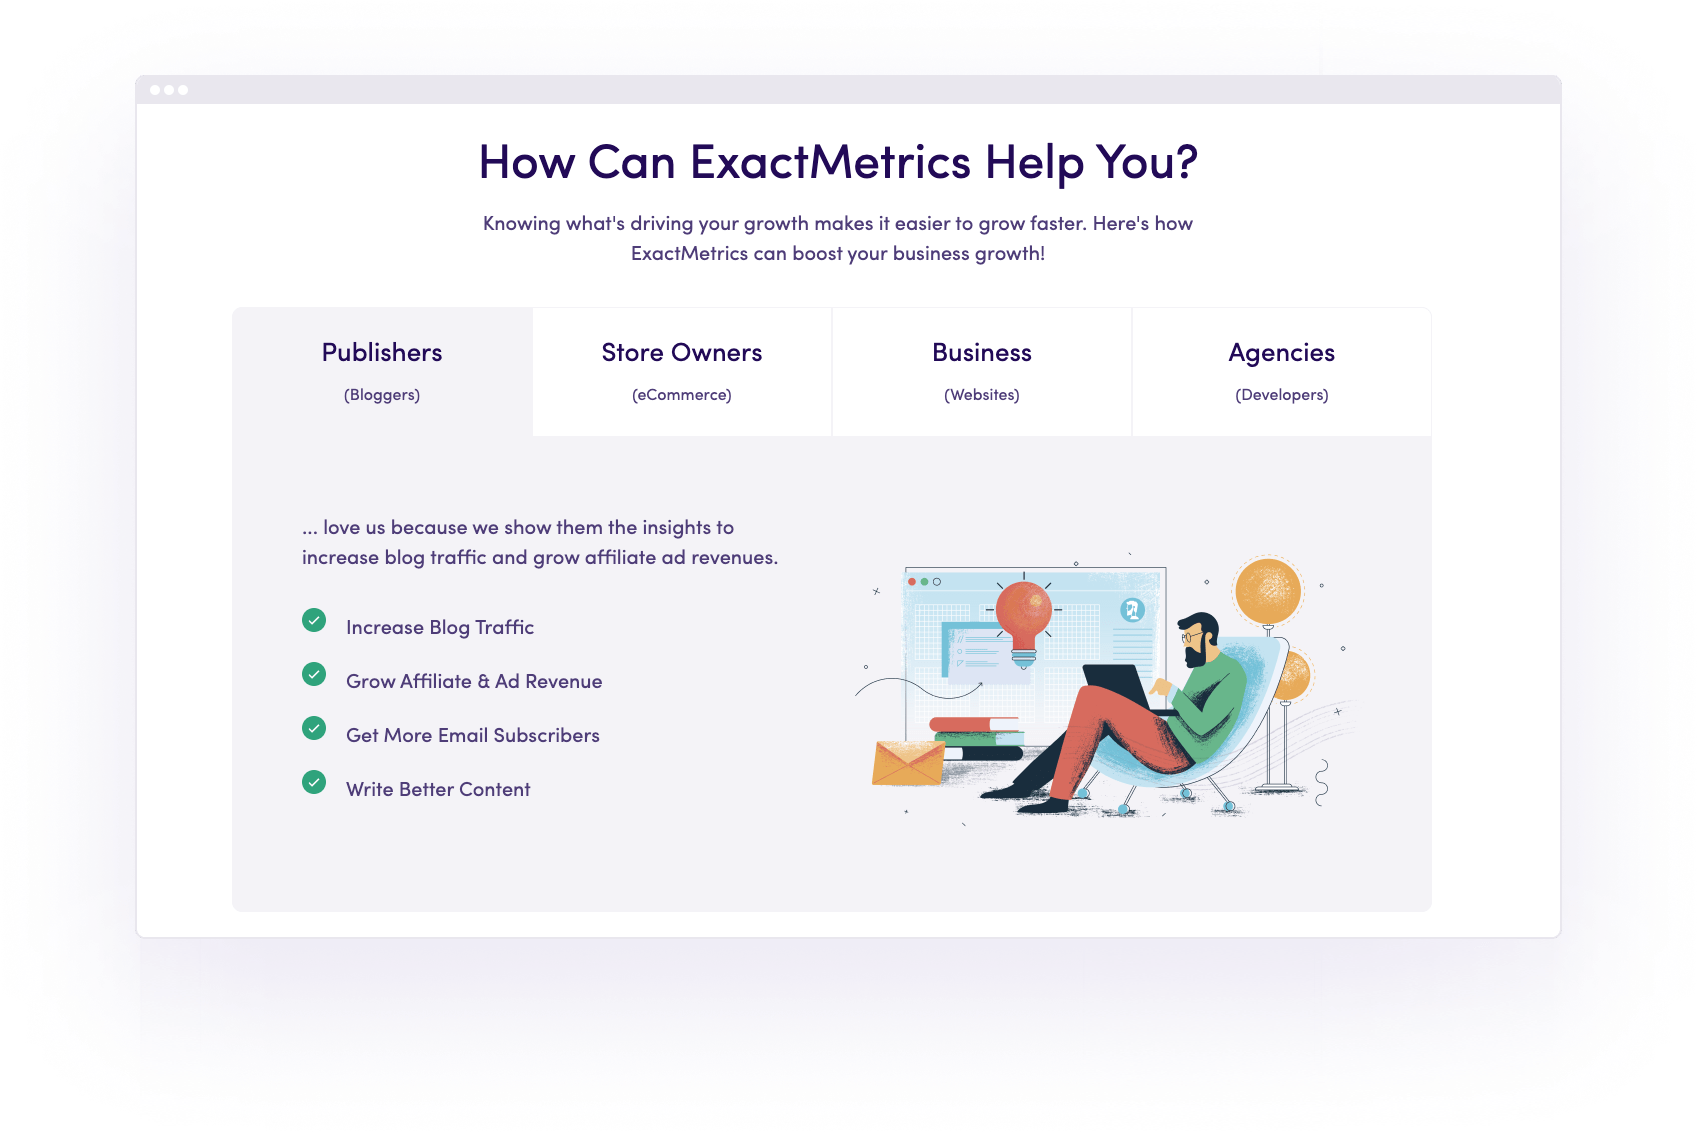 How Can ExactMetrics Help You?
Knowing what's driving your growth makes it easier to grow faster. Here's how
ExactMetrics can boost your business growth!
Publishers
(Bloggers)
Store Owners
(eCommerce)
Business
(Websites)
Agencies
(Developers)
... love us because we show them the insights to
increase blog traffic and grow affiliate ad revenues.
Increase Blog Traffic
Grow Affiliate & Ad Revenue
Get More Email Subscribers
Write Better Content